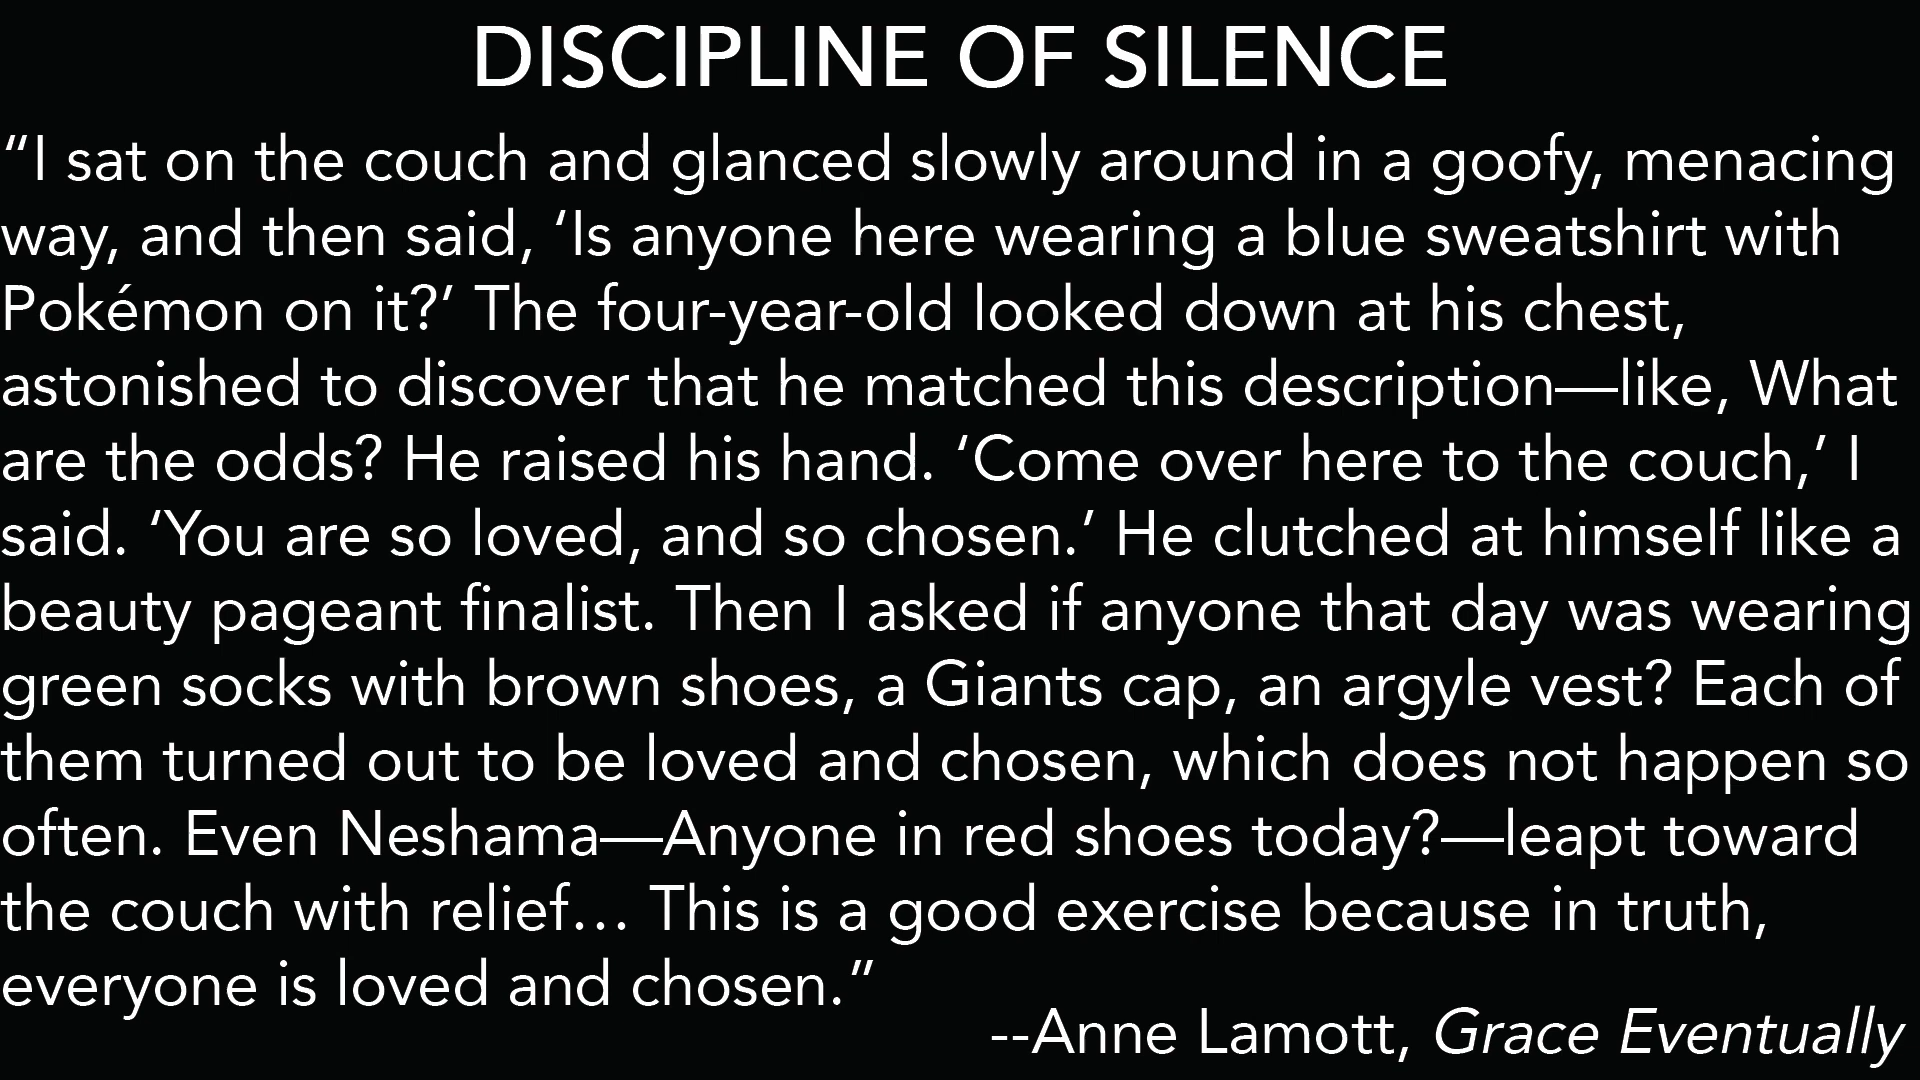 DISCIPLINE OF SILENCE
“I sat on the couch and glanced slowly around in a goofy, menacing
way, and then said, ‘Is anyone here wearing a blue sweatshirt with
Pokémon on it?’ The four-year-old looked down at his chest,
astonished to discover that he matched this description—like, What
are the odds? He raised his hand. ‘Come over here to the couch,’ I
said. ‘You are so loved, and so chosen.’ He clutched at himself like a
beauty pageant finalist. Then I asked if anyone that day was wearing
green socks with brown shoes, a Giants cap, an argyle vest? Each of
them turned out to be loved and chosen, which does not happen so
often. Even Neshama—Anyone in red shoes today?—leapt toward
the couch with relief… This is a good exercise because in truth,
everyone is loved and chosen.”
--Anne Lamott, Grace Eventually